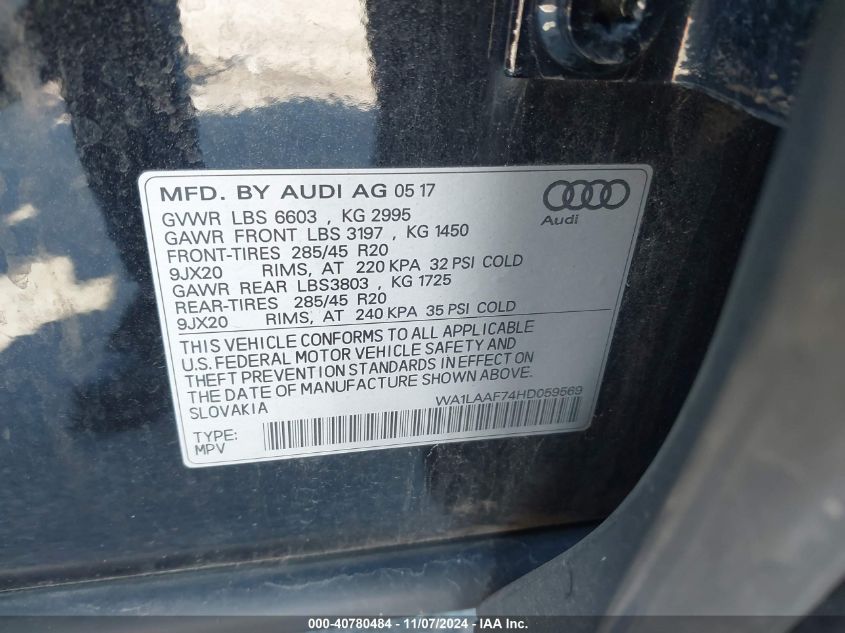 MFD. BY AUDI AG 05 17
Audi
GVWR LBS 6603 , KG 2995
GAWR FRONT LBS 3197 , KG 1450
FRONT-TIRES 285/45 R20
9JX20 RIMS, AT 220 KPA 32 PSI COLD
GAWR REAR LBS3803 , KG 1725
REAR-TIRES 285/45 R20
9JX20 RIMS, AT 240 KPA 35 PSI COLD
THIS VEHICLE CONFORMS TO ALL APPLICABLE
U.S. FEDERAL MOTOR VEHICLE SAFETY AND
THEFT PREVENTION STANDARDS IN EFFECT ON
THE DATE OF MANUFACTURE SHOWN ABOVE.
SLOVAKIA
WA1LAAF74HD059569
TYPE:
MPV
000-40780484 - 11/07/2024 - IAA Inc.